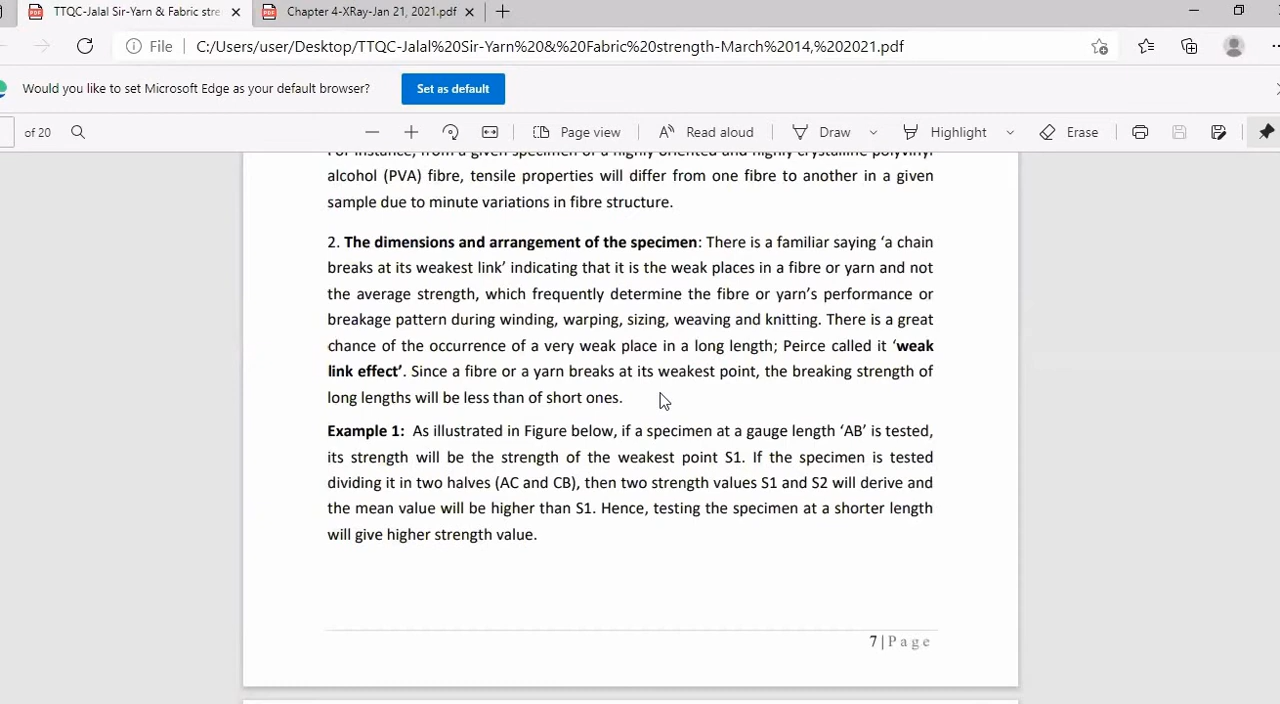 TTQC-Jalal Sir-Yarn & Fabric stre
Chapter 4-XRay-Jan 21, 2021.pdf
File C:/Users/user/Desktop/TTQC-Jalal%20Sir-Yarn%20&%20Fabric%20strength-March%2014,%202021.pdf
Would you like to set Microsoft Edge as your default browser? Set as default
of 20 Page view Read aloud Draw Highlight Erase
For instance, from a given specimen of a highly oriented and highly crystalline polyvinyl
alcohol (PVA) fibre, tensile properties will differ from one fibre to another in a given
sample due to minute variations in fibre structure.
2. The dimensions and arrangement of the specimen: There is a familiar saying ‘a chain
breaks at its weakest link’ indicating that it is the weak places in a fibre or yarn and not
the average strength, which frequently determine the fibre or yarn’s performance or
breakage pattern during winding, warping, sizing, weaving and knitting. There is a great
chance of the occurrence of a very weak place in a long length; Peirce called it ‘weak
link effect’. Since a fibre or a yarn breaks at its weakest point, the breaking strength of
long lengths will be less than of short ones.
Example 1: As illustrated in Figure below, if a specimen at a gauge length ‘AB’ is tested,
its strength will be the strength of the weakest point S1. If the specimen is tested
dividing it in two halves (AC and CB), then two strength values S1 and S2 will derive and
the mean value will be higher than S1. Hence, testing the specimen at a shorter length
will give higher strength value.
7|Page